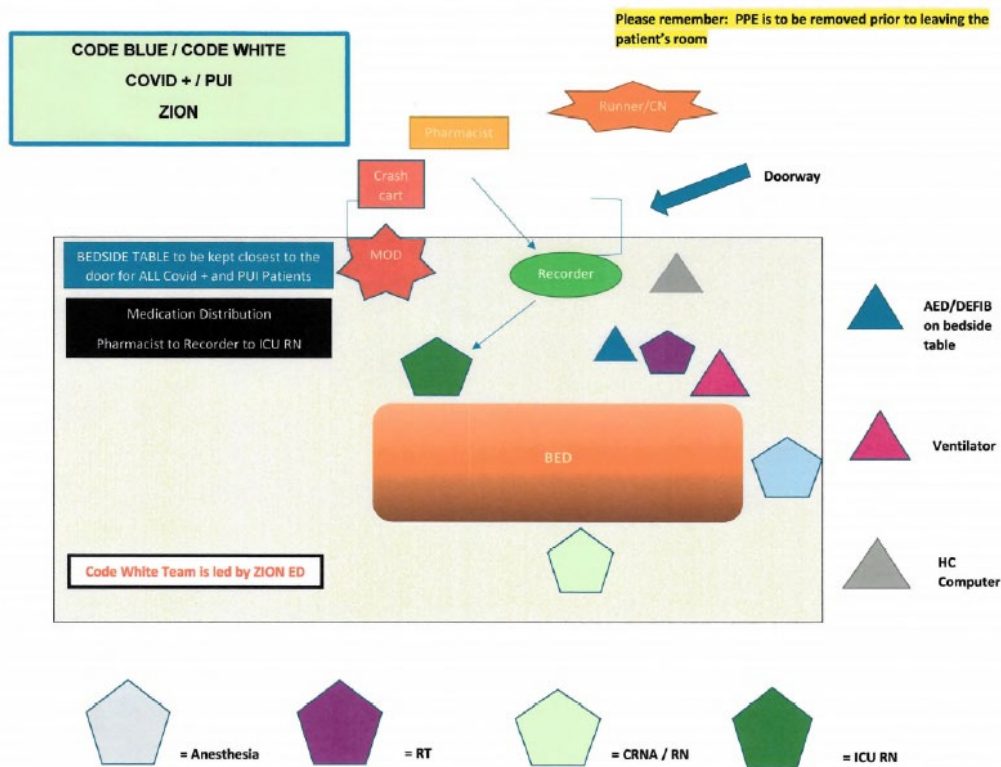 Please remember: PPE is to be removed prior to leaving the
patient's room
CODE BLUE / CODE WHITE
COVID + / PUI
ZION
Runner/CN
Pharmacist
Crash
cart
Doorway
BEDSIDE TABLE to be kept closest to the
door for ALL Covid + and PUI Patients
MOD
Recorder
Medication Distribution
Pharmacist to Recorder to ICU RN
AED/DEFIB
on bedside
table
BED
Ventilator
Code White Team is led by ZION ED
HC
Computer
= Anesthesia
= RT
= CRNA / RN
= ICU RN